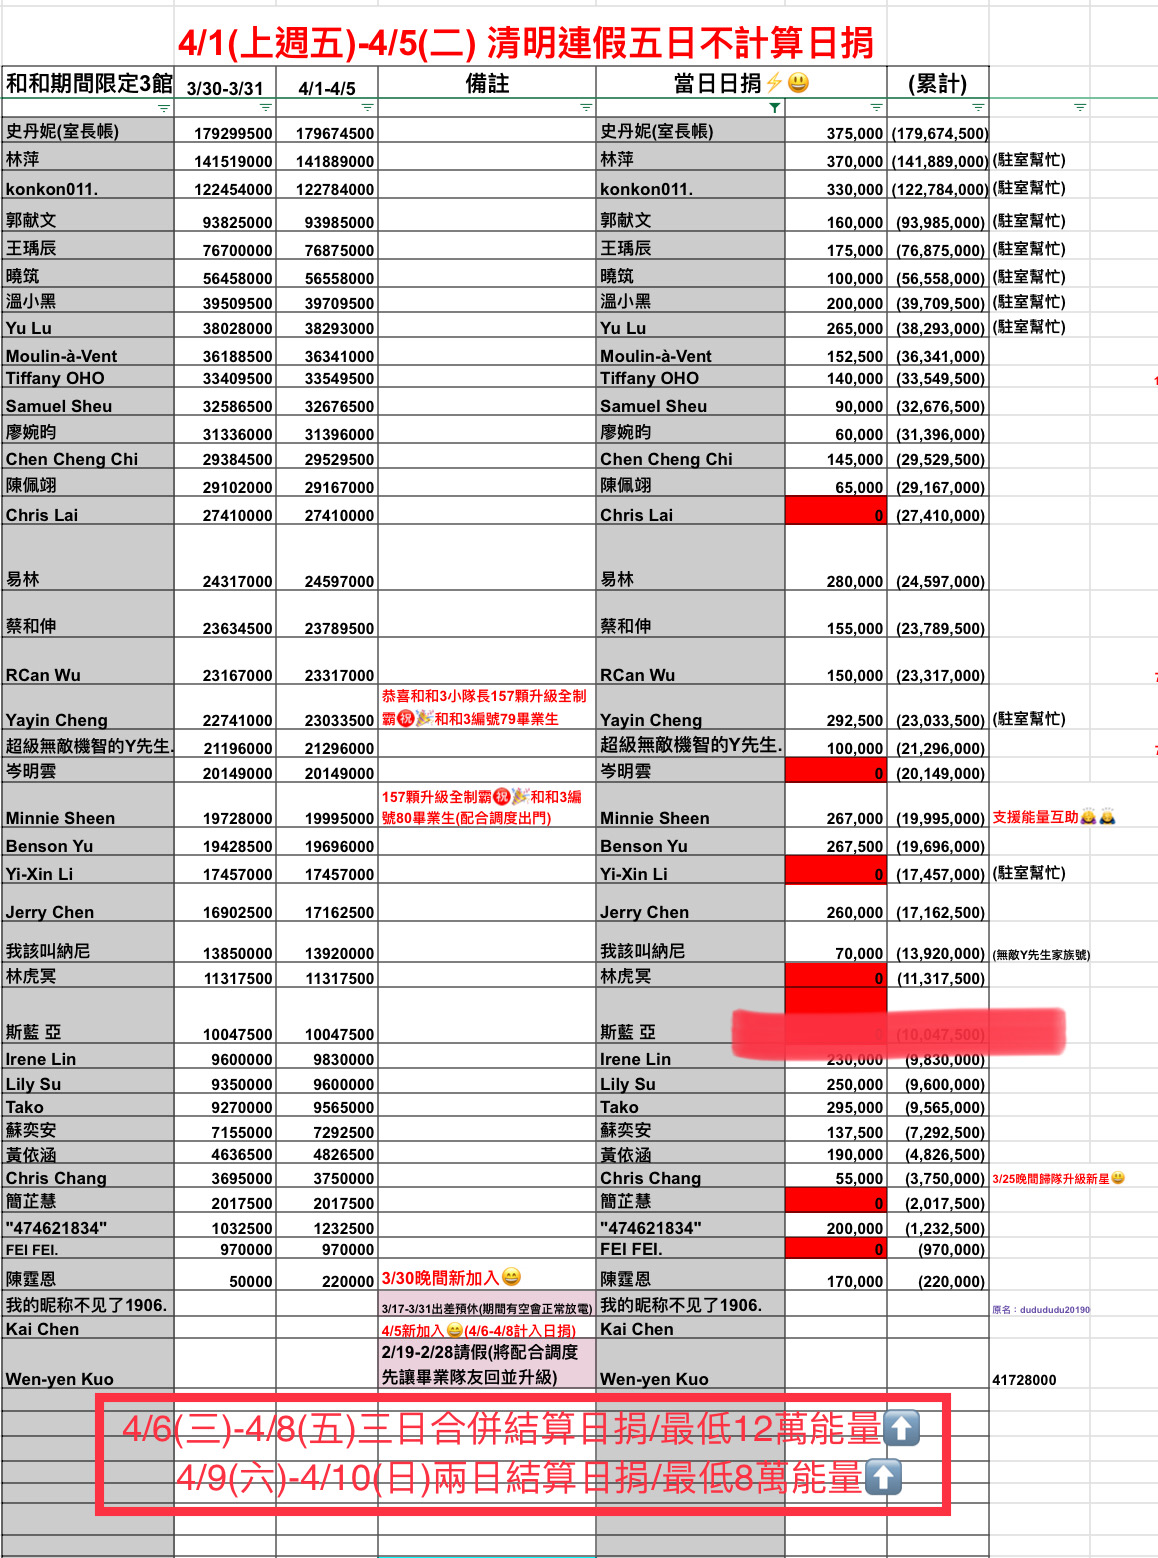 4/1(上週五)-4/5(二) 清明連假五日不計算日捐
和和期間限定3館 3/30-3/31 4/1-4/5 備註 當日日捐⚡😃 (累計)
史丹妮(室長帳) 179299500 179674500 史丹妮(室長帳) 375,000 (179,674,500)
林萍 141519000 141889000 林萍 370,000 (141,889,000) (駐室幫忙)
konkon011. 122454000 122784000 konkon011. 330,000 (122,784,000) (駐室幫忙)
郭献文 93825000 93985000 郭献文 160,000 (93,985,000) (駐室幫忙)
王瑀辰 76700000 76875000 王瑀辰 175,000 (76,875,000) (駐室幫忙)
曉筑 56458000 56558000 曉筑 100,000 (56,558,000) (駐室幫忙)
溫小黑 39509500 39709500 溫小黑 200,000 (39,709,500) (駐室幫忙)
Yu Lu 38028000 38293000 Yu Lu 265,000 (38,293,000) (駐室幫忙)
Moulin-à-Vent 36188500 36341000 Moulin-à-Vent 152,500 (36,341,000)
Tiffany OHO 33409500 33549500 Tiffany OHO 140,000 (33,549,500)
Samuel Sheu 32586500 32676500 Samuel Sheu 90,000 (32,676,500)
廖婉昀 31336000 31396000 廖婉昀 60,000 (31,396,000)
Chen Cheng Chi 29384500 29529500 Chen Cheng Chi 145,000 (29,529,500)
陳佩翊 29102000 29167000 陳佩翊 65,000 (29,167,000)
Chris Lai 27410000 27410000 Chris Lai 0 (27,410,000)
易林 24317000 24597000 易林 280,000 (24,597,000)
蔡和伸 23634500 23789500 蔡和伸 155,000 (23,789,500)
RCan Wu 23167000 23317000 RCan Wu 150,000 (23,317,000)
恭喜和和3小隊長157顆升級全制
霸㊗️🎉和和3編號79畢業生
Yayin Cheng 22741000 23033500 Yayin Cheng 292,500 (23,033,500) (駐室幫忙)
超級無敵機智的Y先生. 21196000 21296000 超級無敵機智的Y先生. 100,000 (21,296,000)
岑明雲 20149000 20149000 岑明雲 0 (20,149,000)
157顆升級全制霸㊗️🎉和和3編
號80畢業生(配合調度出門)
Minnie Sheen 19728000 19995000 Minnie Sheen 267,000 (19,995,000) 支援能量互助🙇‍♀️🙇
Benson Yu 19428500 19696000 Benson Yu 267,500 (19,696,000)
Yi-Xin Li 17457000 17457000 Yi-Xin Li 0 (17,457,000) (駐室幫忙)
Jerry Chen 16902500 17162500 Jerry Chen 260,000 (17,162,500)
我該叫納尼 13850000 13920000 我該叫納尼 70,000 (13,920,000) (無敵Y先生家族號)
林虎冥 11317500 11317500 林虎冥 0 (11,317,500)
斯藍 亞 10047500 10047500 斯藍 亞 0 (10,047,500)
Irene Lin 9600000 9830000 Irene Lin 230,000 (9,830,000)
Lily Su 9350000 9600000 Lily Su 250,000 (9,600,000)
Tako 9270000 9565000 Tako 295,000 (9,565,000)
蘇奕安 7155000 7292500 蘇奕安 137,500 (7,292,500)
黃依涵 4636500 4826500 黃依涵 190,000 (4,826,500)
Chris Chang 3695000 3750000 Chris Chang 55,000 (3,750,000) 3/25晚間歸隊升級新星😀
簡芷慧 2017500 2017500 簡芷慧 0 (2,017,500)
"474621834" 1032500 1232500 "474621834" 200,000 (1,232,500)
FEI FEI. 970000 970000 FEI FEI. 0 (970,000)
陳霆恩 50000 220000 3/30晚間新加入😄 陳霆恩 170,000 (220,000)
我的昵称不见了1906. 3/17-3/31出差預休(期間有空會正常放電) 我的昵称不见了1906. 原名：dudududu20190
Kai Chen 4/5新加入😄(4/6-4/8計入日捐) Kai Chen
2/19-2/28請假(將配合調度
先讓畢業隊友回並升級)
Wen-yen Kuo Wen-yen Kuo 41728000
4/6(三)-4/8(五)三日合併結算日捐/最低12萬能量⬆️
4/9(六)-4/10(日)兩日結算日捐/最低8萬能量⬆️